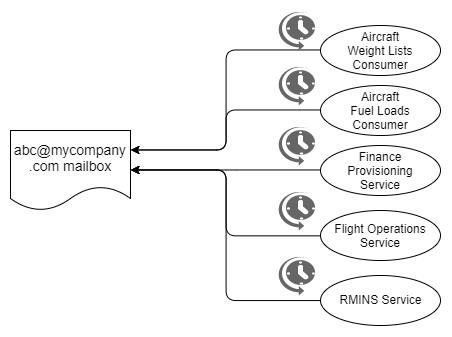 Aircraft
Weight Lists
Consumer
Aircraft
Fuel Loads
Consumer
abc@mycompany
.com mailbox
Finance
Provisioning
Service
Flight Operations
Service
RMINS Service